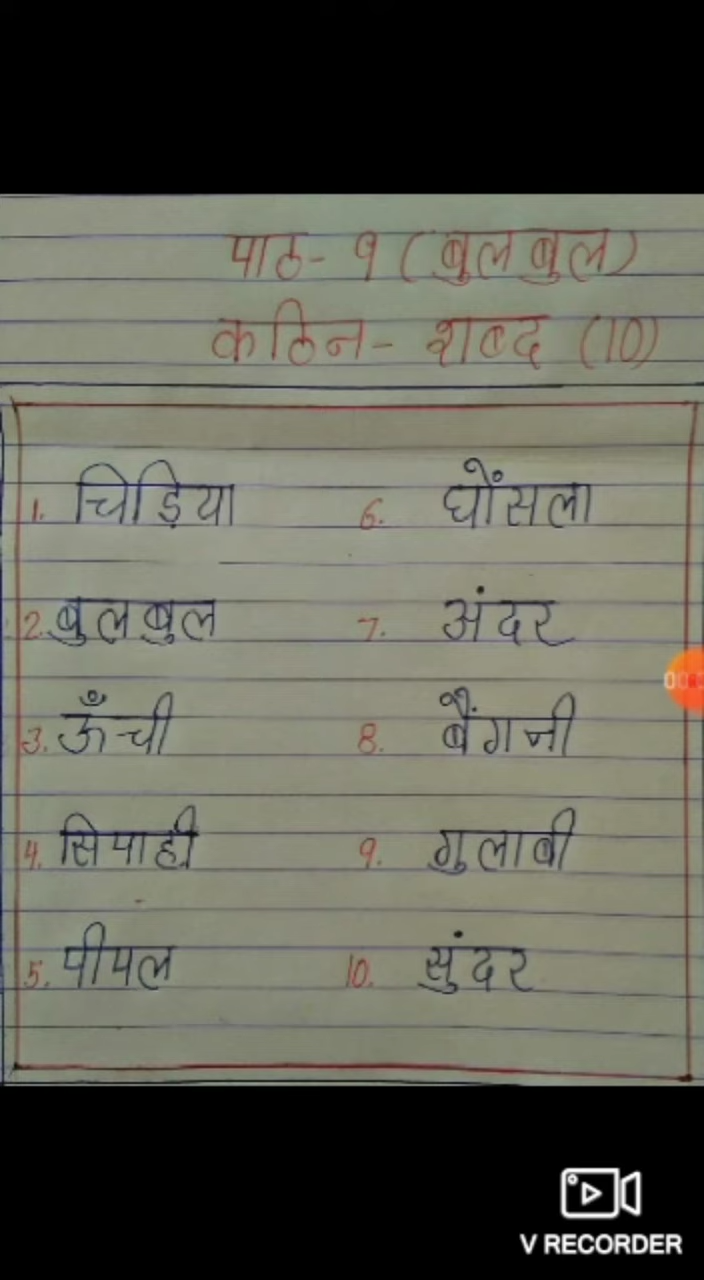 पाठ- १ (बुलबुल)
कठिन- शब्द (10)
1. चिड़िया 6. घोंसला
2. बुलबुल 7. अंदर
3. ऊँची 8. बैंगनी
4. सिपाही 9. गुलाबी
5. पीपल 10. सुंदर
V RECORDER